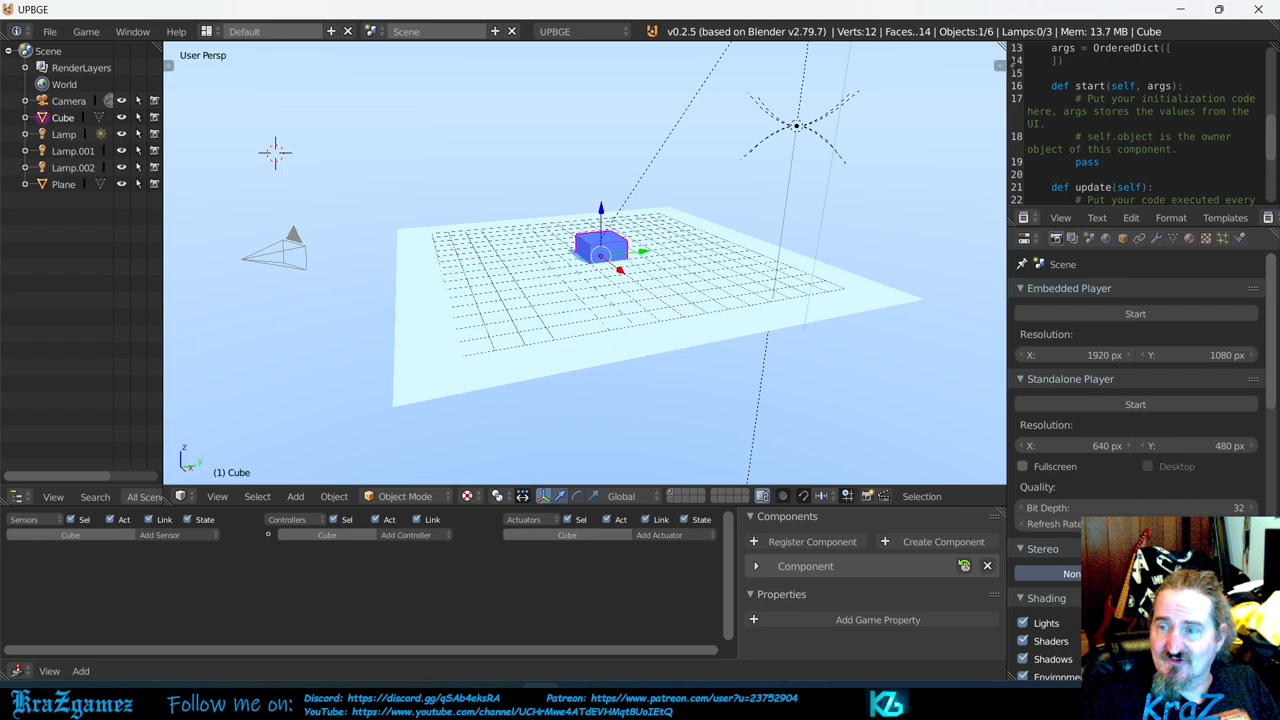 UPBGE
File Game Window Help Default Scene UPBGE v0.2.5 (based on Blender v2.79.7) | Verts:12 | Faces..14 | Objects:1/6 | Lamps:0/3 | Mem: 13.7 MB | Cube
Scene
RenderLayers
World
Camera
Cube
Lamp
Lamp.001
Lamp.002
Plane
Search All Scen
View
User Persp
z
y
x
(1) Cube
View Select Add Object Object Mode Global Selection
13 args = OrderedDict([
14 ])
15
16 def start(self, args):
17 # Put your initialization code
here, args stores the values from the
UI.
18 # self.object is the owner
object of this component.
19 pass
20
21 def update(self):
22 # Put your code executed every
View Text Edit Format Templates
Scene
Embedded Player
Start
Resolution:
X: 1920 px Y: 1080 px
Standalone Player
Start
Resolution:
X: 640 px Y: 480 px
Fullscreen Desktop
Quality:
Bit Depth: 32
Refresh Rate
Stereo
Non
Shading
Lights
Shaders
Shadows
Environme
Sensors Sel Act Link State Controllers Sel Act Link Actuators Sel Act Link State
Cube Add Sensor Cube Add Controller Cube Add Actuator
Components
Register Component Create Component
Component
Properties
Add Game Property
View Add
KraZgamez Follow me on: Discord: https://discord.gg/qSAb4eksRA Patreon: https//www.patreon.com/user?u=23752904
YouTube: https://www.youtube.com/channel/UCHrMwe4ATdEVHMqt8UoIEtQ
KZ
KraZ